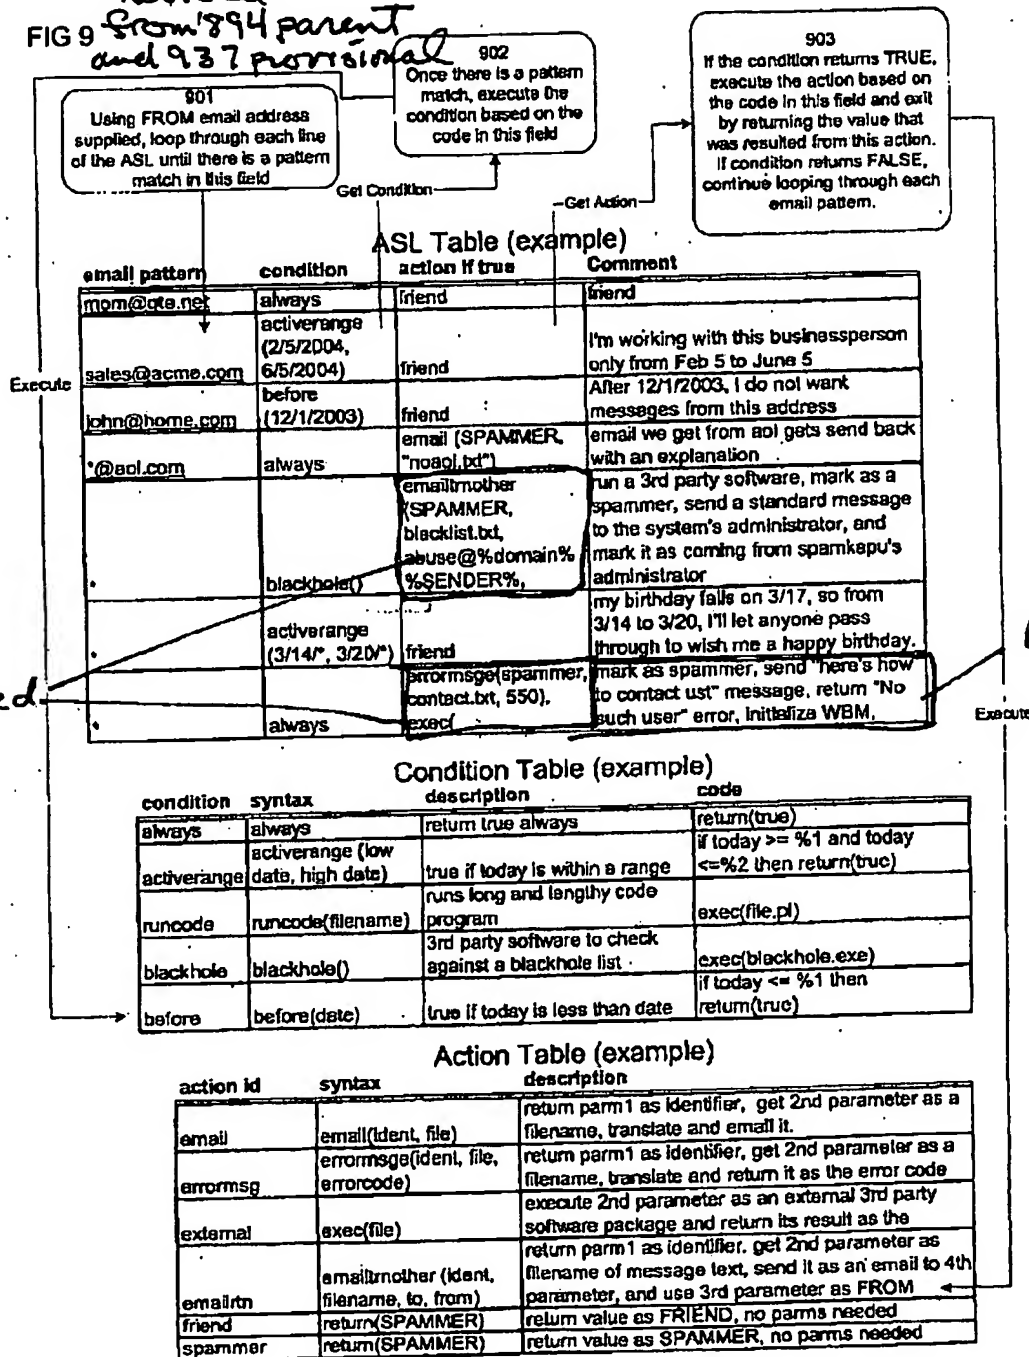 from '894 parent
and 937 provisional
FIG 9
901
Using FROM email address
supplied, loop through each line
of the ASL until there is a pattern
match in this field
902
Once there is a pattern
match, execute the
condition based on the
code in this field
903
If the condition returns TRUE,
execute the action based on
the code in this field and exit
by returning the value that
was resulted from this action.
If condition returns FALSE,
continue looping through each
email pattern.
Get Condition
Get Action
ASL Table (example)
email pattern condition action if true Comment
mom@gte.net always friend friend
activerange
(2/5/2004,
6/5/2004)
sales@acme.com friend
I'm working with this businessperson
only from Feb 5 to June 5
Execute
before
(12/1/2003)
john@home.com friend
After 12/1/2003, I do not want
messages from this address
*@aol.com always
email (SPAMMER,
"noaol.txt")
email we get from aol gets send back
with an explanation
* blackhole()
emailtrnother
(SPAMMER,
blacklist.txt,
abuse@%domain%
%SENDER%,
run a 3rd party software, mark as a
spammer, send a standard message
to the system's administrator, and
mark it as coming from spamkapu's
administrator
*
activerange
(3/14/*, 3/20/*) friend
my birthday falls on 3/17, so from
3/14 to 3/20, I'll let anyone pass
through to wish me a happy birthday.
* always
errormsge(spammer,
contact.txt, 550),
exec(
mark as spammer, send "here's how
to contact ust" message, return "No
such user" error, initializa WBM,
Execute
Condition Table (example)
condition syntax description code
always always return true always return(true)
activerange
activerange (low
date, high date)
true if today is within a range
if today >= %1 and today
<=%2 then return(true)
runcode runcode(filename)
runs long and lengthy code
program
exec(file.pl)
blackhole blackhole()
3rd party software to check
against a blackhole list
exec(blackhole.exe)
before before(date) true if today is less than date
if today <= %1 then
return(true)
Action Table (example)
action id syntax description
email email(ident, file)
return parm1 as identifier, get 2nd parameter as a
filename, translate and email it.
errormsg
errormsge(ident, file,
errorcode)
return parm1 as identifier, get 2nd parameter as a
filename, translate and return it as the error code
external exec(file)
execute 2nd parameter as an external 3rd party
software package and return its result as the
emailrtn
emailtrnother (ident,
filename, to, from)
return parm1 as identifier. get 2nd parameter as
filename of message text, send it as an email to 4th
parameter, and use 3rd parameter as FROM
friend return(SPAMMER) return value as FRIEND, no parms needed
spammer return(SPAMMER) return value as SPAMMER, no parms needed